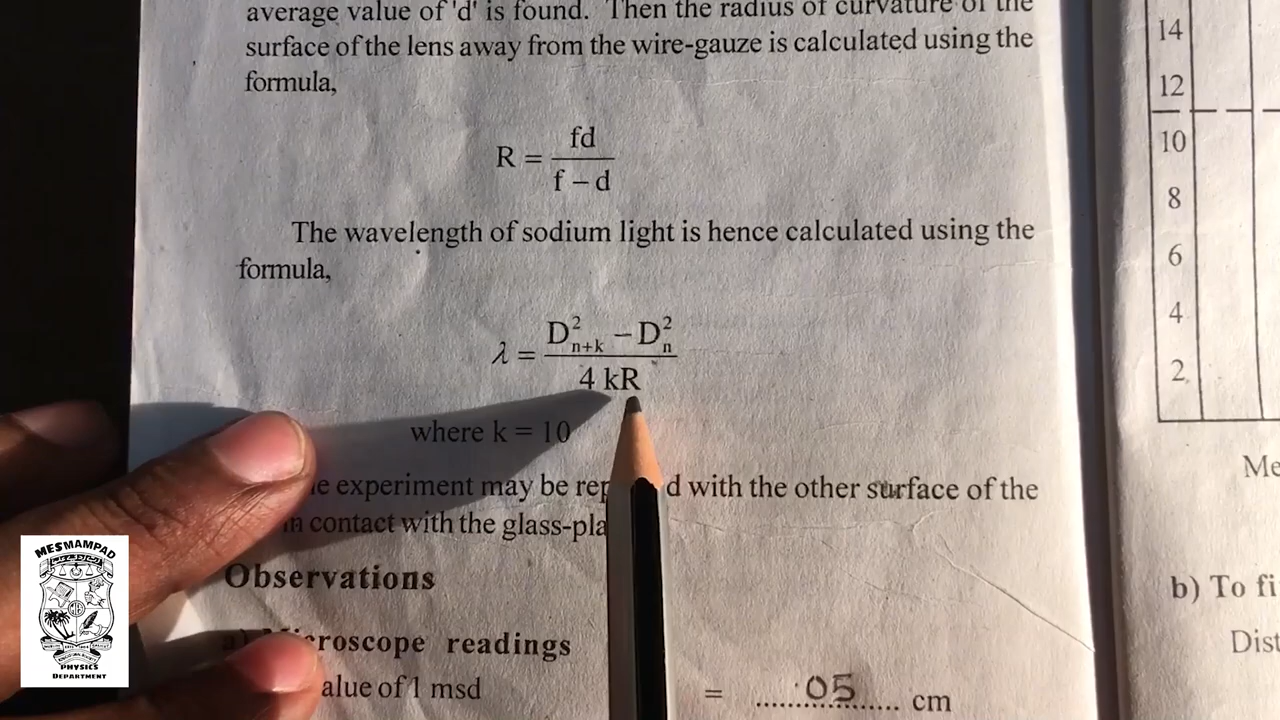 average value of 'd' is found. Then the radius of curvature of the
surface of the lens away from the wire-gauze is calculated using the
formula,
R = fd / f – d
The wavelength of sodium light is hence calculated using the
formula,
λ = D²ₙ₊ₖ – D²ₙ / 4 kR
where k = 10
experiment may be d with the other surface of the
in contact with the
Observations
a) Microscope readings
alue of 1 msd = .05 cm
14
12
10
8
6
4
2
Me
b) To fi
Dist
MESMAMPAD
PHYSICS
DEPARTMENT